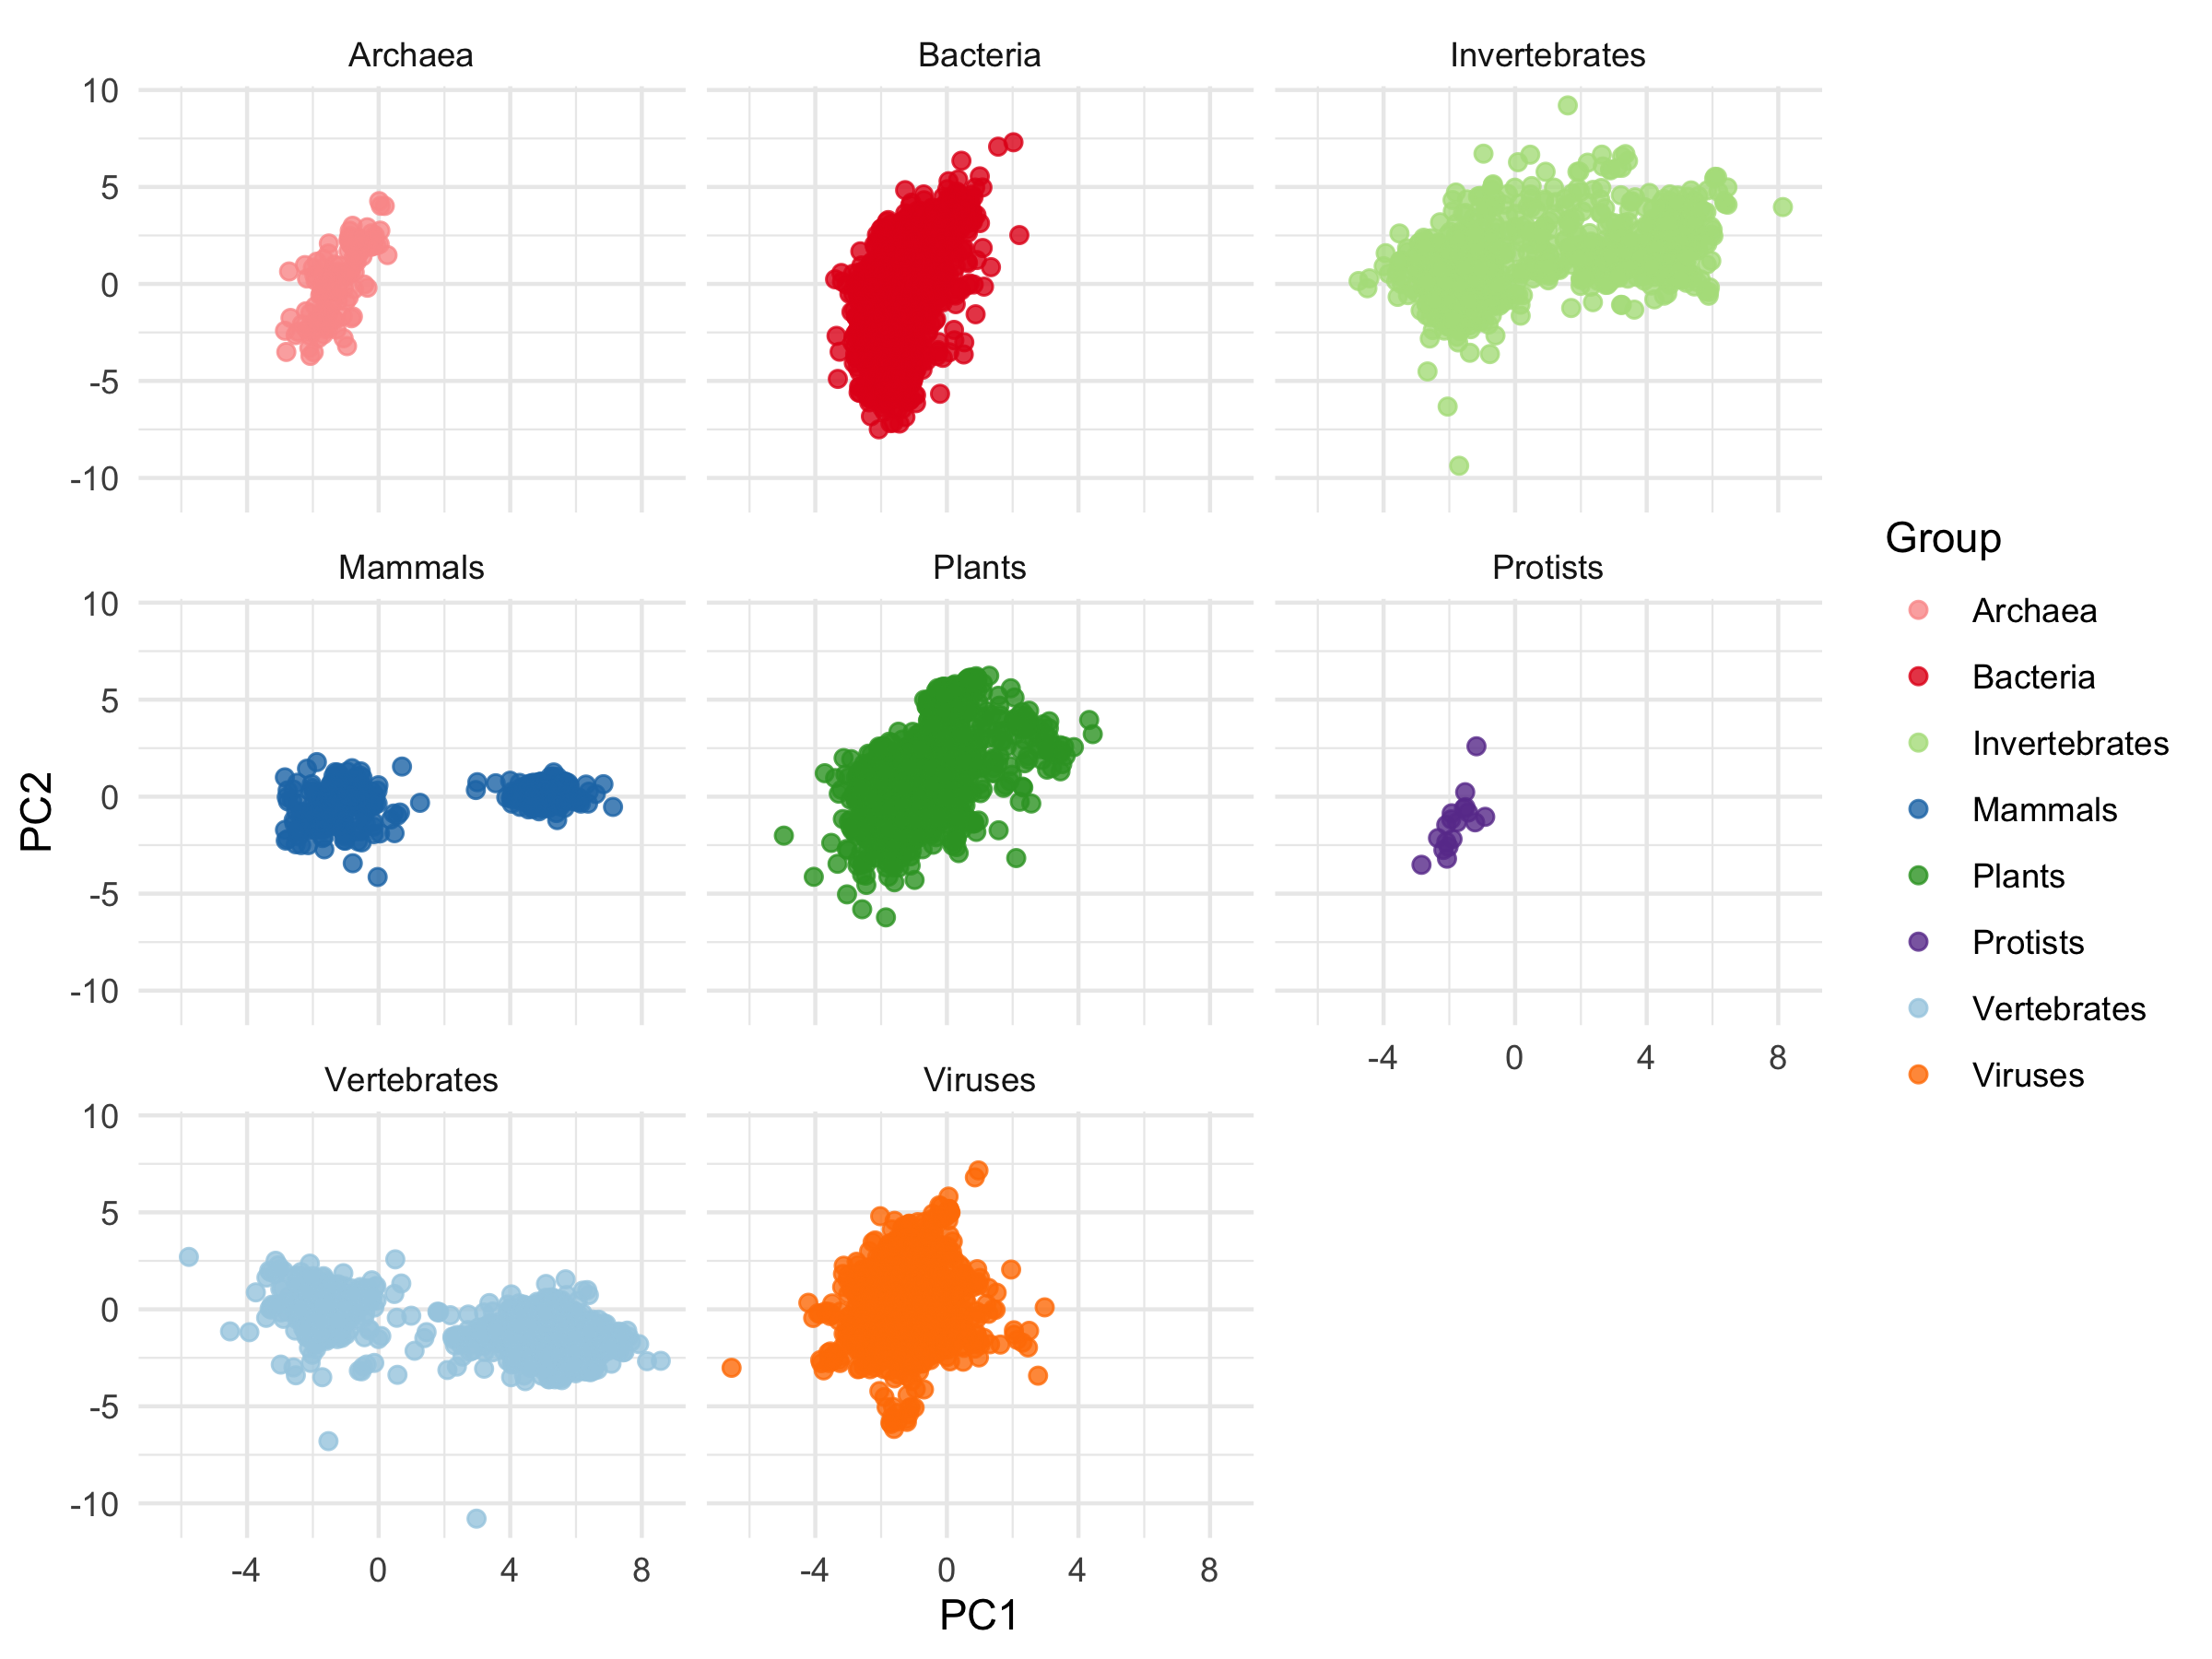 Archaea Bacteria Invertebrates
10
5
0
-5
-10
Mammals Plants Protists
10
5
0
-5
-10
-4 0 4 8
Vertebrates Viruses
10
5
0
-5
-10
-4 0 4 8 -4 0 4 8
PC1
PC2
Group
Archaea
Bacteria
Invertebrates
Mammals
Plants
Protists
Vertebrates
Viruses